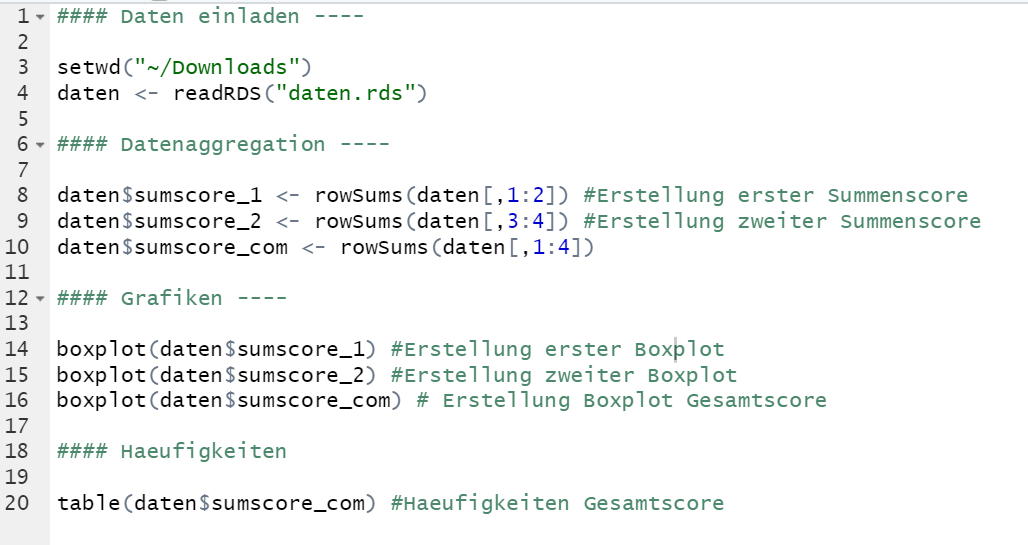 1 #### Daten einladen ----
2
3 setwd("~/Downloads")
4 daten <- readRDS("daten.rds")
5
6 #### Datenaggregation ----
7
8 daten$sumscore_1 <- rowSums(daten[,1:2]) #Erstellung erster Summenscore
9 daten$sumscore_2 <- rowSums(daten[,3:4]) #Erstellung zweiter Summenscore
10 daten$sumscore_com <- rowSums(daten[,1:4])
11
12 #### Grafiken ----
13
14 boxplot(daten$sumscore_1) #Erstellung erster Boxplot
15 boxplot(daten$sumscore_2) #Erstellung zweiter Boxplot
16 boxplot(daten$sumscore_com) # Erstellung Boxplot Gesamtscore
17
18 #### Haeufigkeiten
19
20 table(daten$sumscore_com) #Haeufigkeiten Gesamtscore